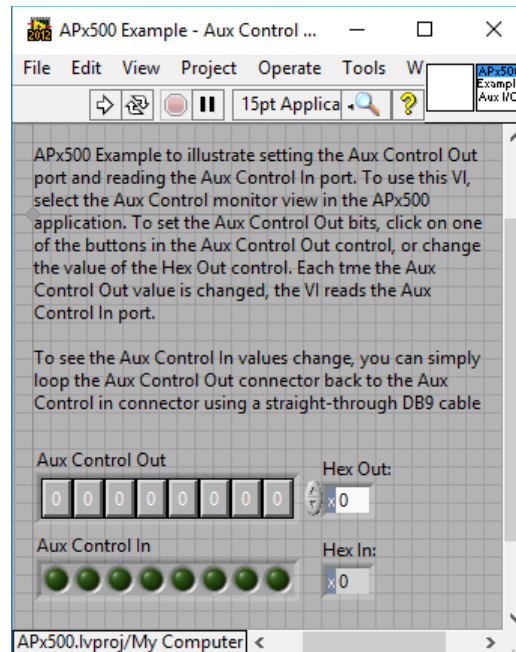 2012 APx500 Example - Aux Control ...
File Edit View Project Operate Tools W
15pt Applica
APx500
Exampl
Aux I/O
APx500 Example to illustrate setting the Aux Control Out
port and reading the Aux Control In port. To use this VI,
select the Aux Control monitor view in the APx500
application. To set the Aux Control Out bits, click on one
of the buttons in the Aux Control Out control, or change
the value of the Hex Out control. Each tme the Aux
Control Out value is changed, the VI reads the Aux
Control In port.
To see the Aux Control In values change, you can simply
loop the Aux Control Out connector back to the Aux
Control in connector using a straight-through DB9 cable
Aux Control Out
Hex Out:
0 0 0 0 0 0 0 0
x 0
Aux Control In
Hex In:
x 0
APx500.lvproj/My Computer